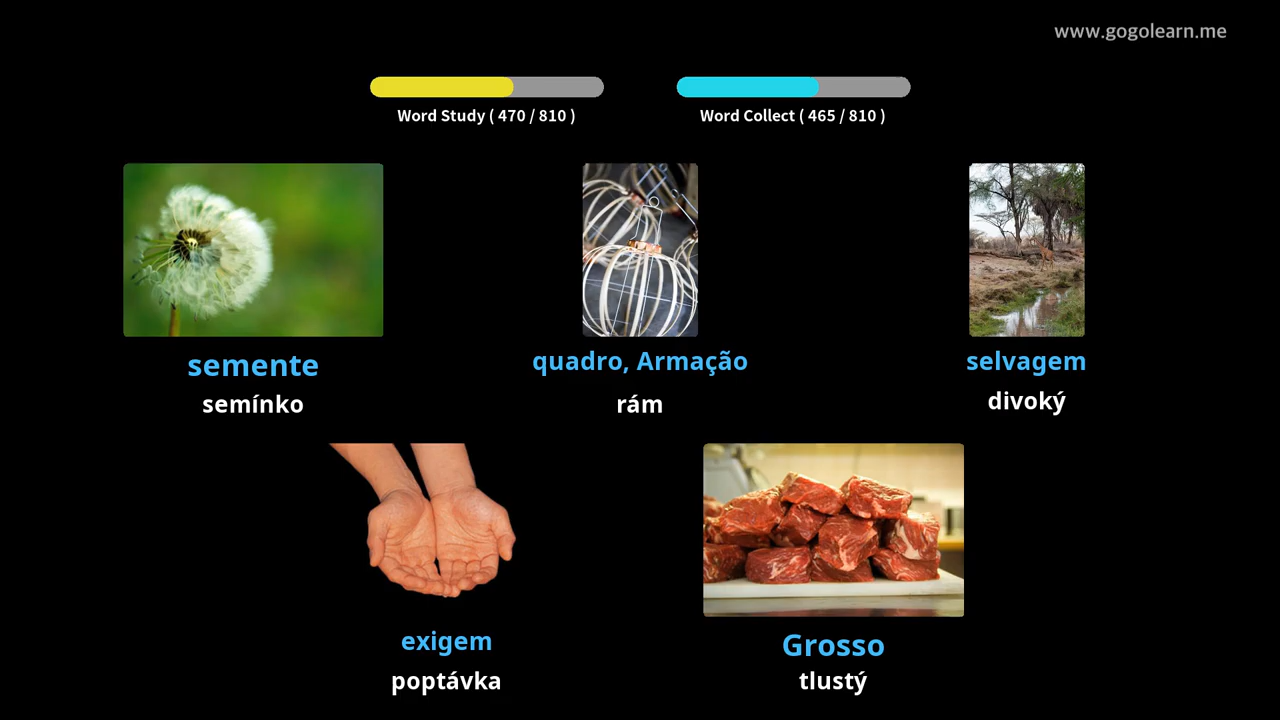 www.gogolearn.me
Word Study ( 470 / 810 )
Word Collect ( 465 / 810 )
semente
semínko
quadro, Armação
rám
selvagem
divoký
exigem
poptávka
Grosso
tlustý